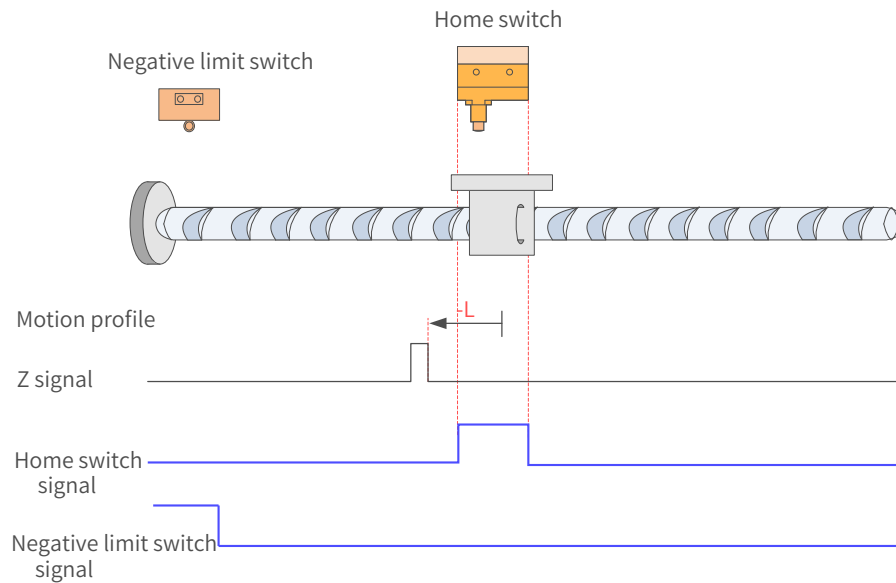 Home switch
Negative limit switch
Motion profile
-L
Z signal
Home switch
signal
Negative limit switch
signal